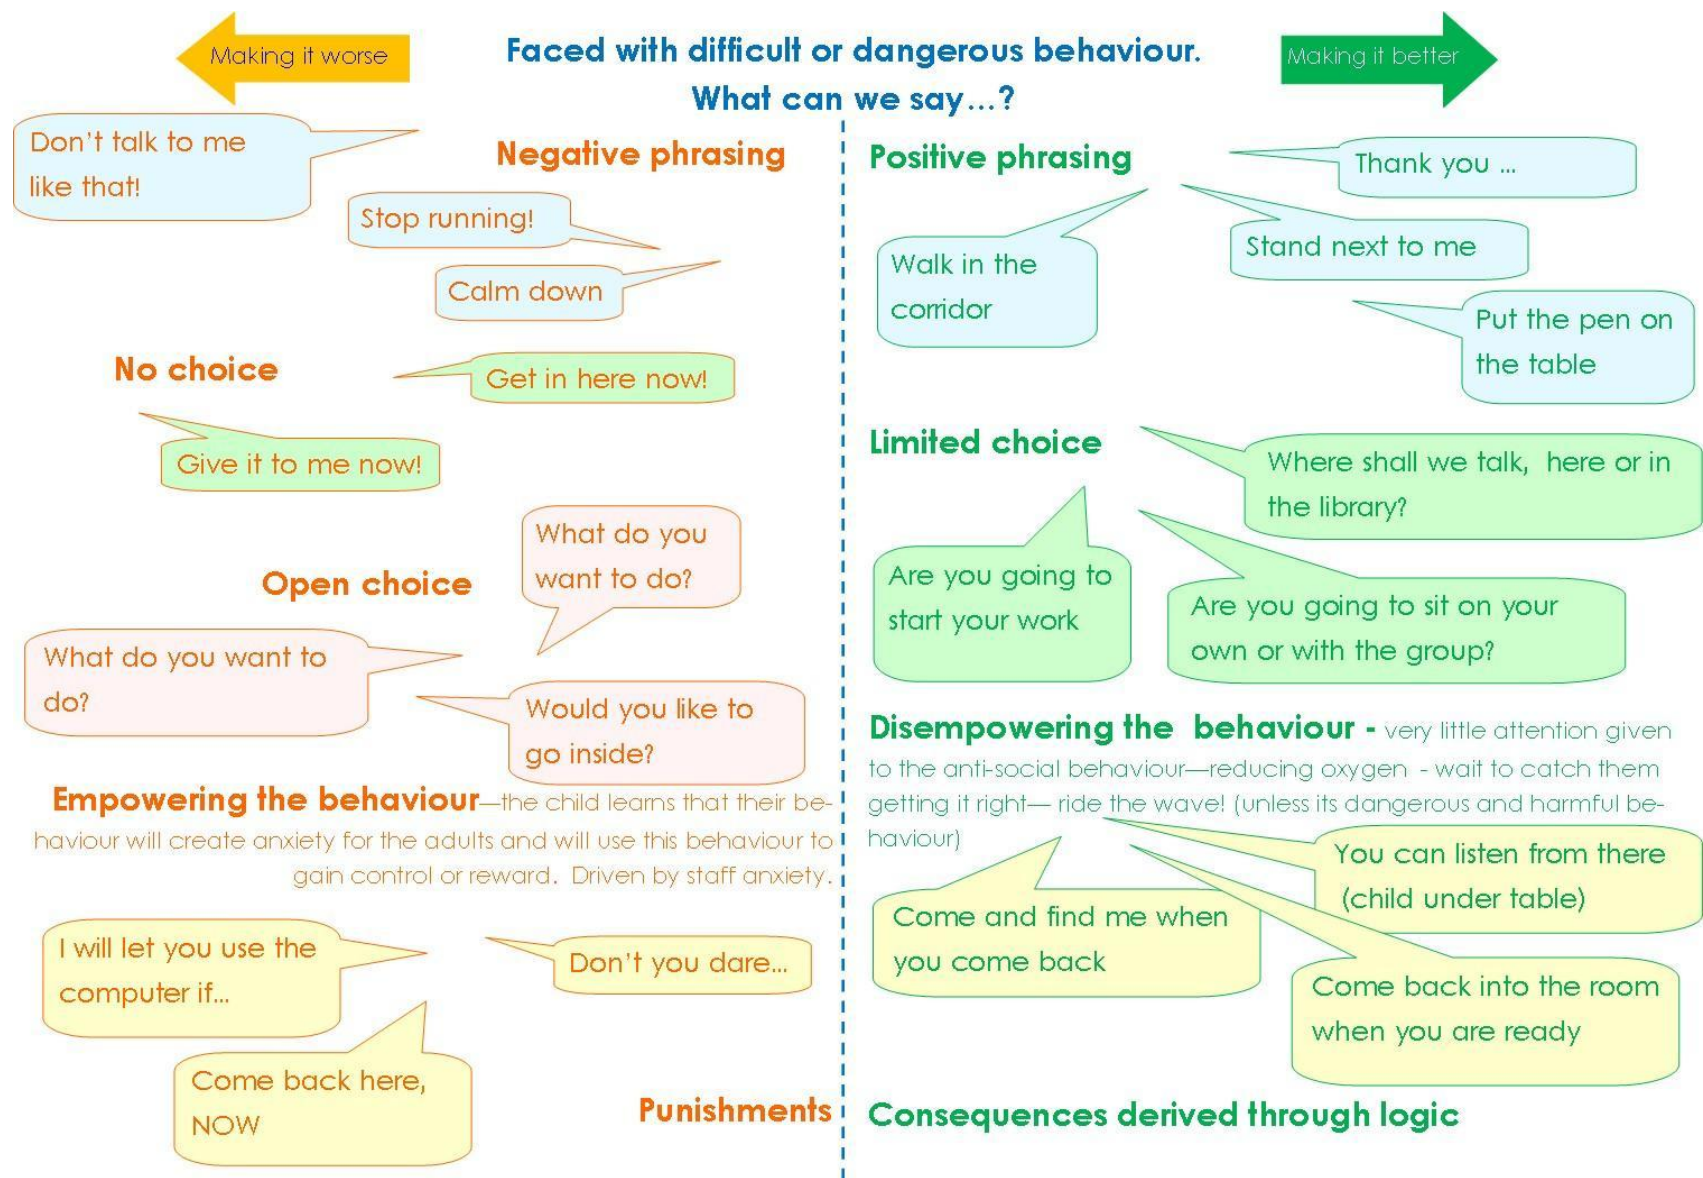 Making it worse
Faced with difficult or dangerous behaviour.
What can we say...?
Making it better
Don't talk to me
like that!
Negative phrasing
Stop running!
Calm down
No choice
Get in here now!
Give it to me now!
Open choice
What do you
want to do?
What do you want to
do?
Would you like to
go inside?
Empowering the behaviour—the child learns that their be-
haviour will create anxiety for the adults and will use this behaviour to
gain control or reward. Driven by staff anxiety.
I will let you use the
computer if...
Don't you dare...
Come back here,
NOW
Punishments
Positive phrasing
Thank you ...
Stand next to me
Walk in the
corridor
Put the pen on
the table
Limited choice
Where shall we talk, here or in
the library?
Are you going to
start your work
Are you going to sit on your
own or with the group?
Disempowering the behaviour - very little attention given
to the anti-social behaviour—reducing oxygen - wait to catch them
getting it right— ride the wave! (unless its dangerous and harmful be-
haviour)
You can listen from there
(child under table)
Come and find me when
you come back
Come back into the room
when you are ready
Consequences derived through logic